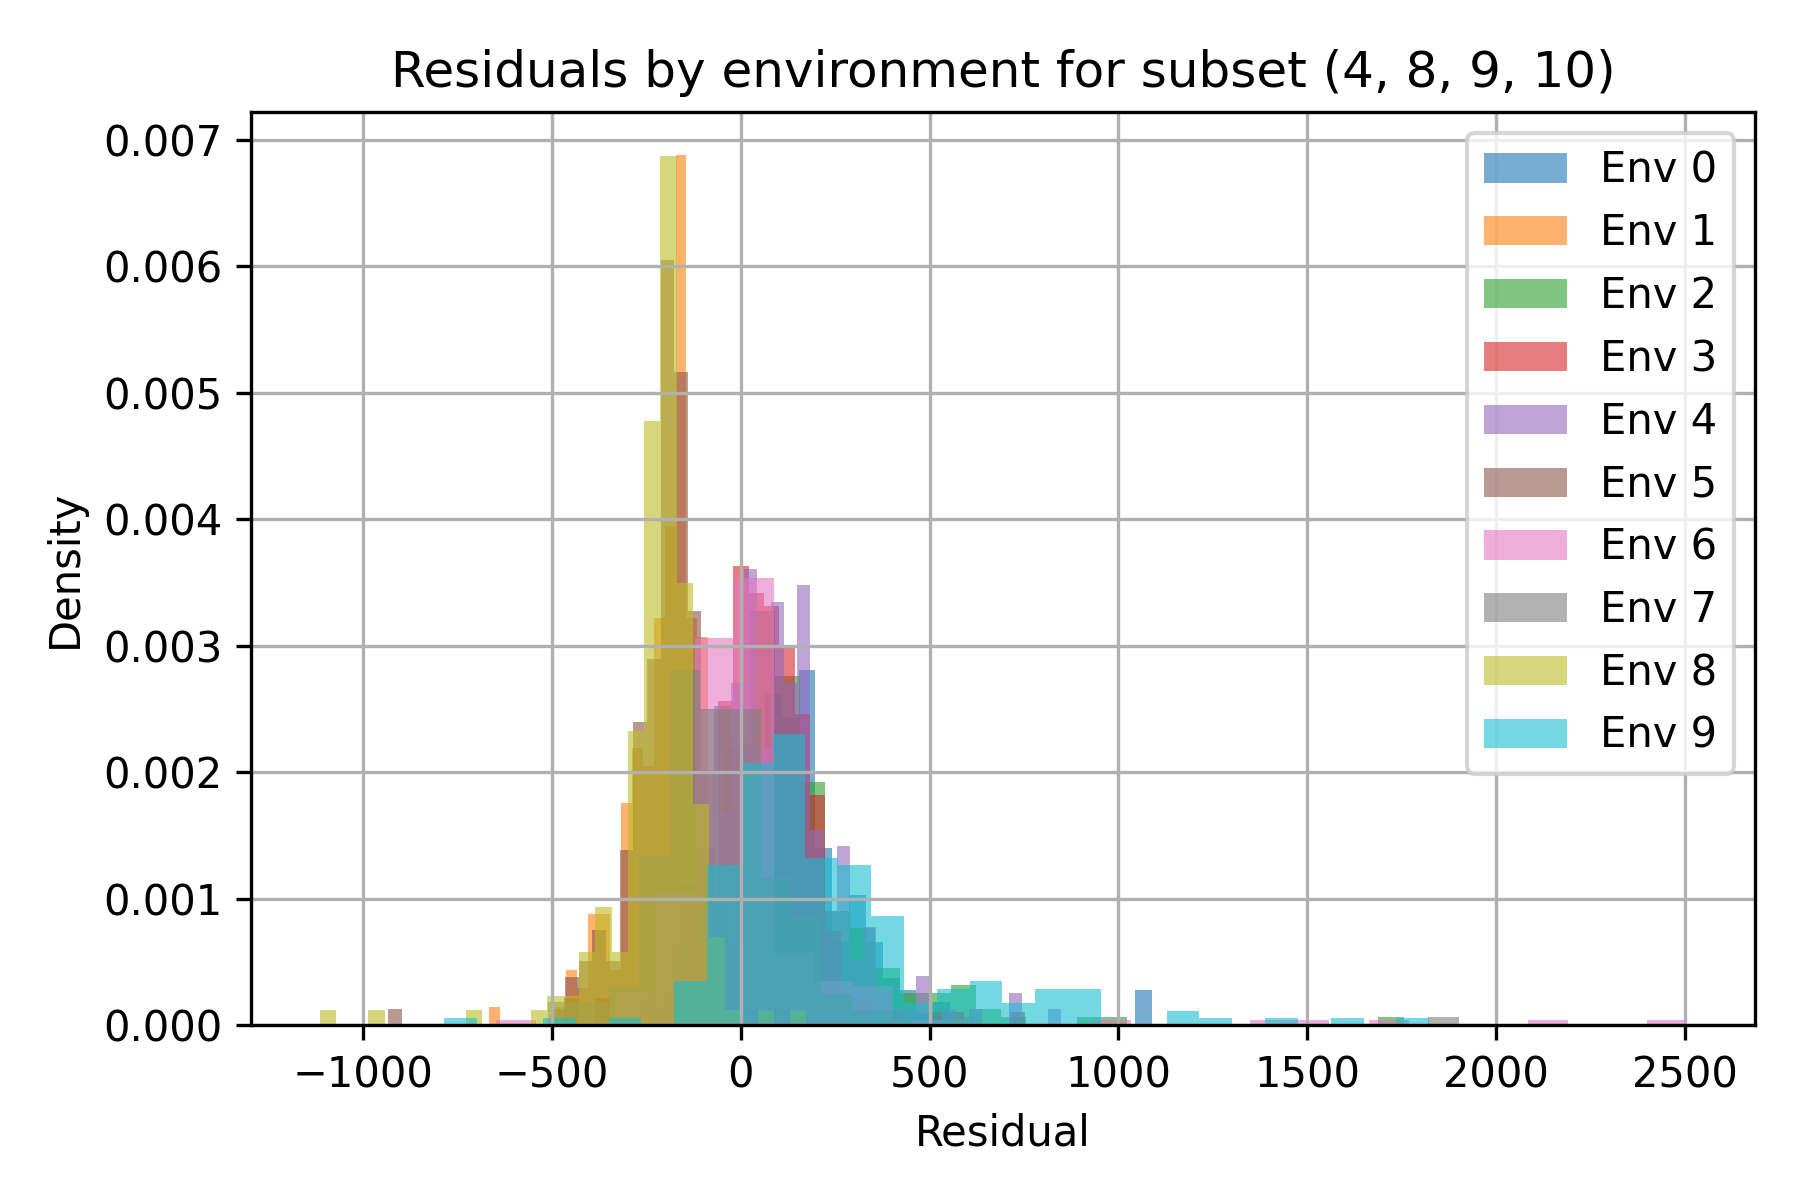 Residuals by environment for subset (4, 8, 9, 10)
0.007
0.006
0.005
0.004
0.003
0.002
0.001
0.000
Density
−1000
−500
0
500
1000
1500
2000
2500
Residual
Env 0
Env 1
Env 2
Env 3
Env 4
Env 5
Env 6
Env 7
Env 8
Env 9